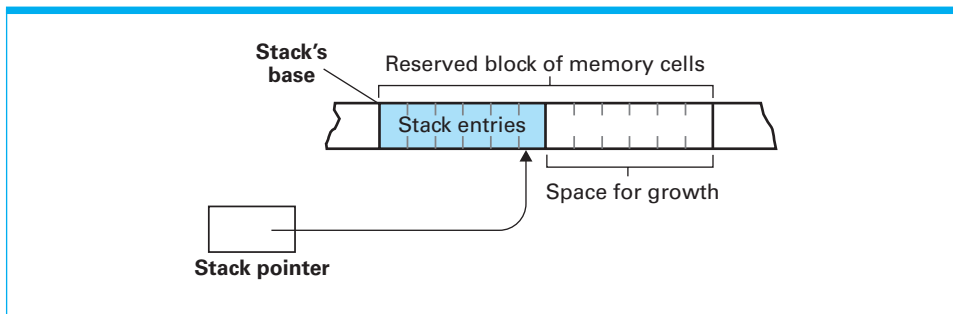 Stack's
base
Reserved block of memory cells
Stack entries
Space for growth
Stack pointer